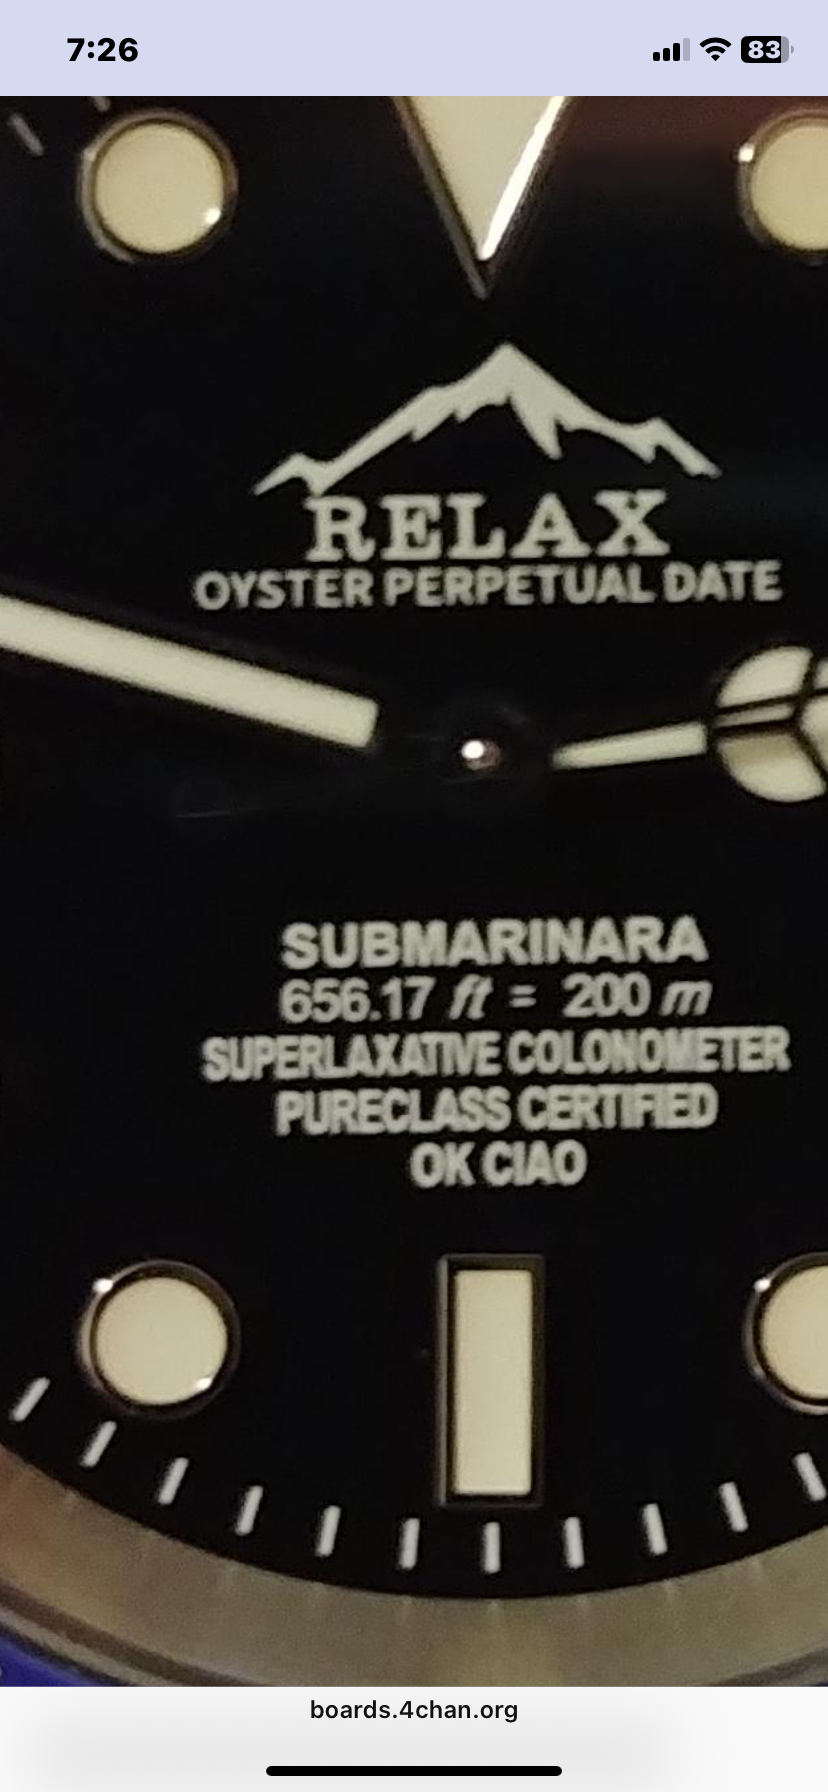 7:26
83
RELAX
OYSTER PERPETUAL DATE
SUBMARINARA
656.17 ft = 200 m
SUPERLAXATIVE COLONOMETER
PURECLASS CERTIFIED
OK CIAO
boards.4chan.org